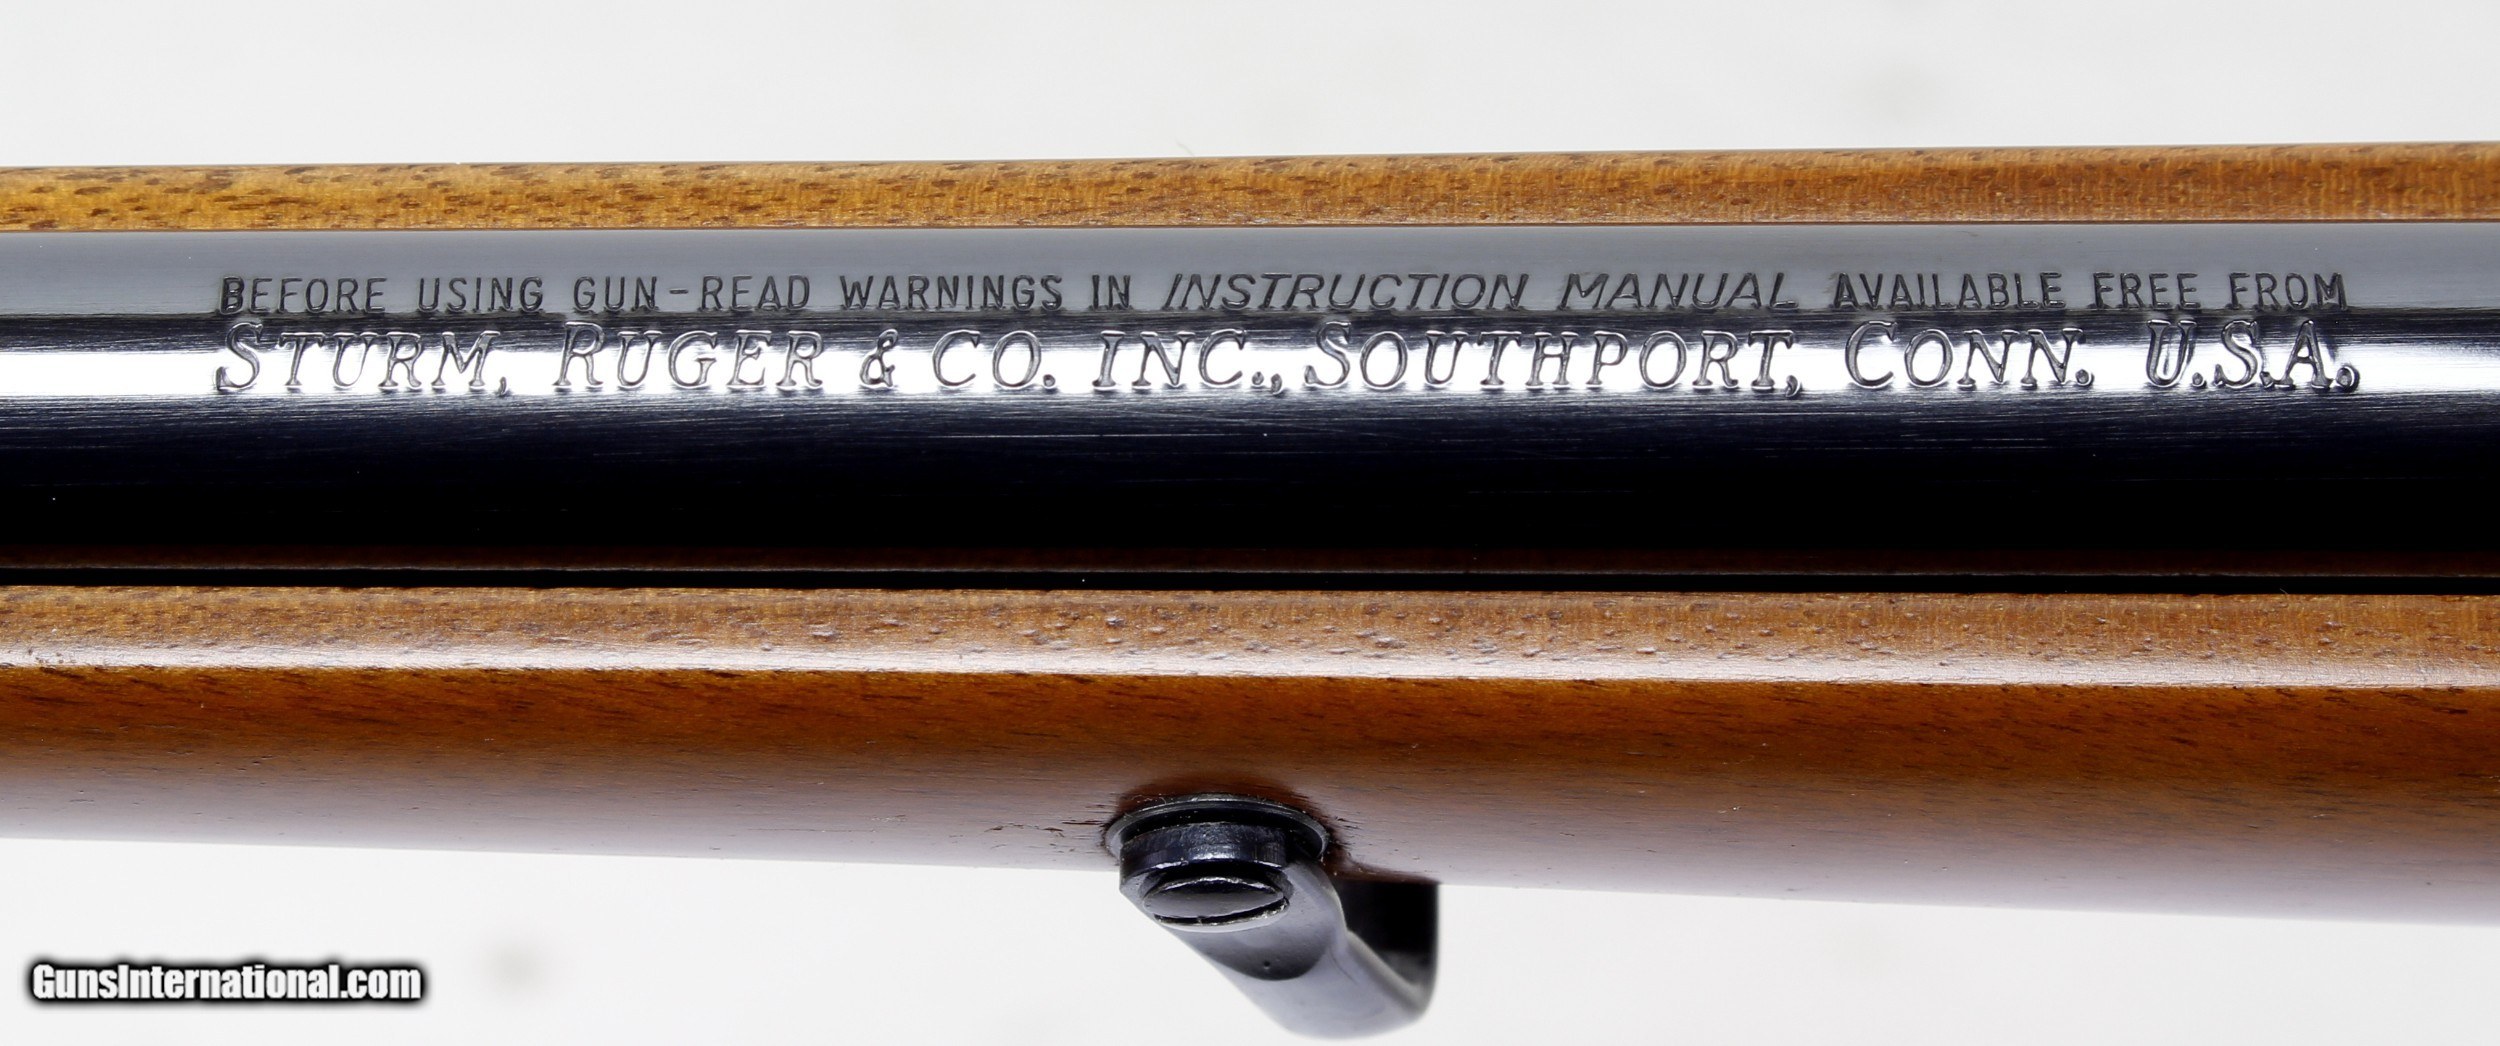 BEFORE USING GUN-READ WARNINGS IN INSTRUCTION MANUAL AVAILABLE FREE FROM
STURM, RUGER & CO. INC., SOUTHPORT, CONN. U.S.A.
GunsInternational.com